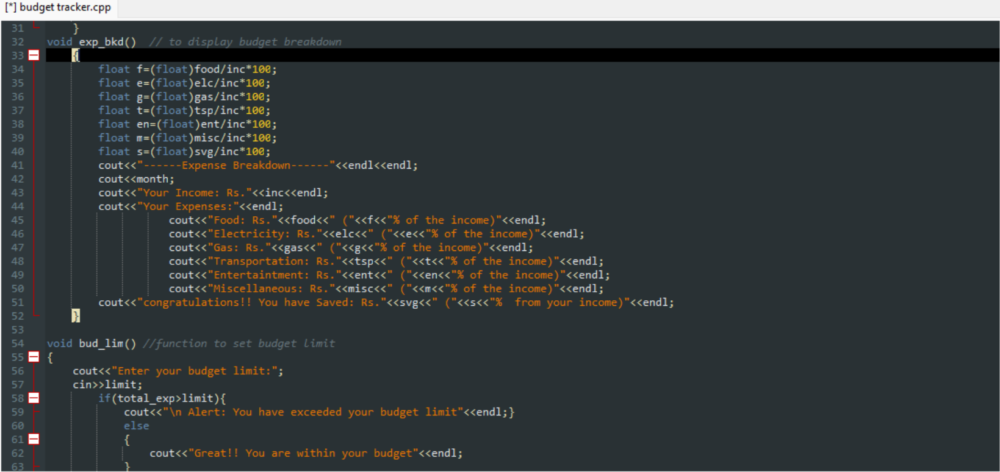 [*] budget tracker.cpp
31 }
32 void exp_bkd()  // to display budget breakdown
33 {
34 float f=(float)food/inc*100;
35 float e=(float)elc/inc*100;
36 float g=(float)gas/inc*100;
37 float t=(float)tsp/inc*100;
38 float en=(float)ent/inc*100;
39 float m=(float)misc/inc*100;
40 float s=(float)svg/inc*100;
41 cout<<"------Expense Breakdown------"<<endl<<endl;
42 cout<<month;
43 cout<<"Your Income: Rs."<<inc<<endl;
44 cout<<"Your Expenses:"<<endl;
45 cout<<"Food: Rs."<<food<<" ("<<f<<"% of the income)"<<endl;
46 cout<<"Electricity: Rs."<<elc<<" ("<<e<<"% of the income)"<<endl;
47 cout<<"Gas: Rs."<<gas<<" ("<<g<<"% of the income)"<<endl;
48 cout<<"Transportation: Rs."<<tsp<<" ("<<t<<"% of the income)"<<endl;
49 cout<<"Entertaintment: Rs."<<ent<<" ("<<en<<"% of the income)"<<endl;
50 cout<<"Miscellaneous: Rs."<<misc<<" ("<<m<<"% of the income)"<<endl;
51 cout<<"congratulations!! You have Saved: Rs."<<svg<<" ("<<s<<"%  from your income)"<<endl;
52 }
53
54 void bud_lim() //function to set budget limit
55 {
56 cout<<"Enter your budget limit:";
57 cin>>limit;
58 if(total_exp>limit){
59 cout<<"\n Alert: You have exceeded your budget limit"<<endl;}
60 else
61 {
62 cout<<"Great!! You are within your budget"<<endl;
63 }